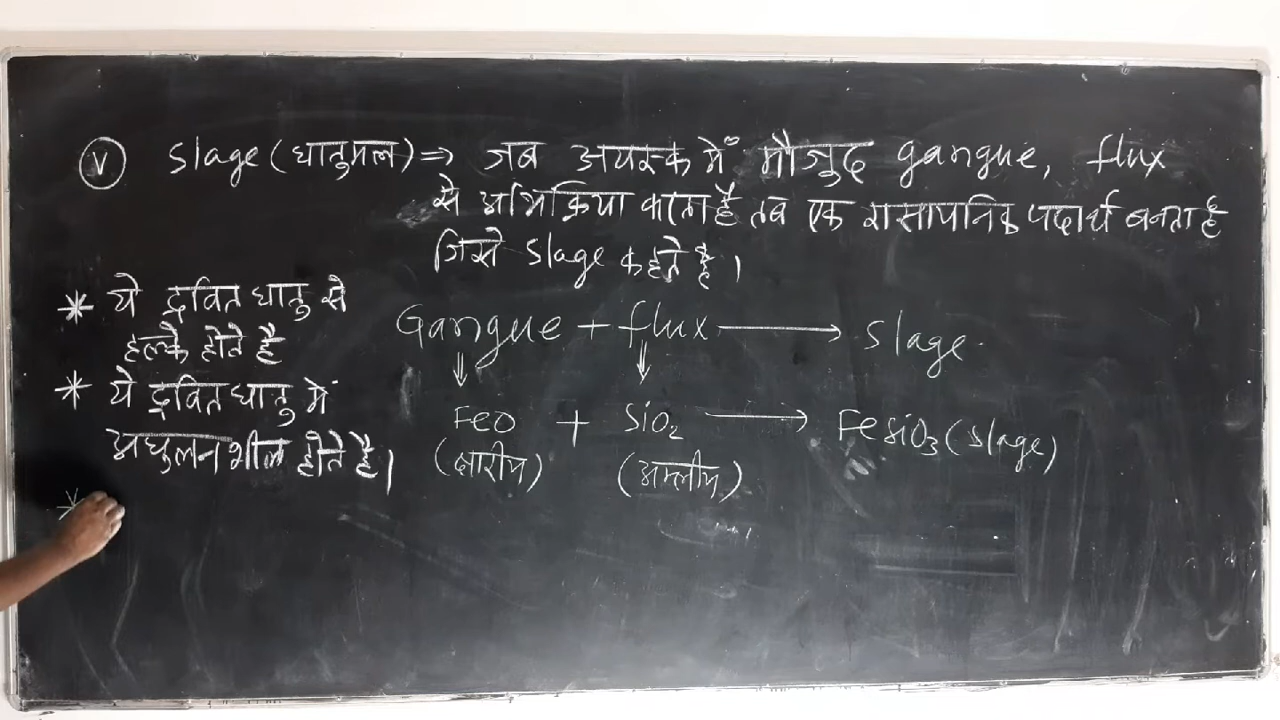 (v) Slage (धातुमल) ⇒ जब अयस्क में मौजुद gangue, flux
से अभिक्रिया करता है तब एक रासायनिक पदार्थ बनता है
जिसे Slage कहते है।
* ये द्रवित धातु से
हल्के होते है
* ये द्रवित धातु में
अघुलनशील होते है।
*
Gangue + flux ⟶ Slage.
⇓ ⇓
FeO + SiO₂ ⟶ FeSiO₃ (Slage)
(क्षारीय) (अम्लीय)